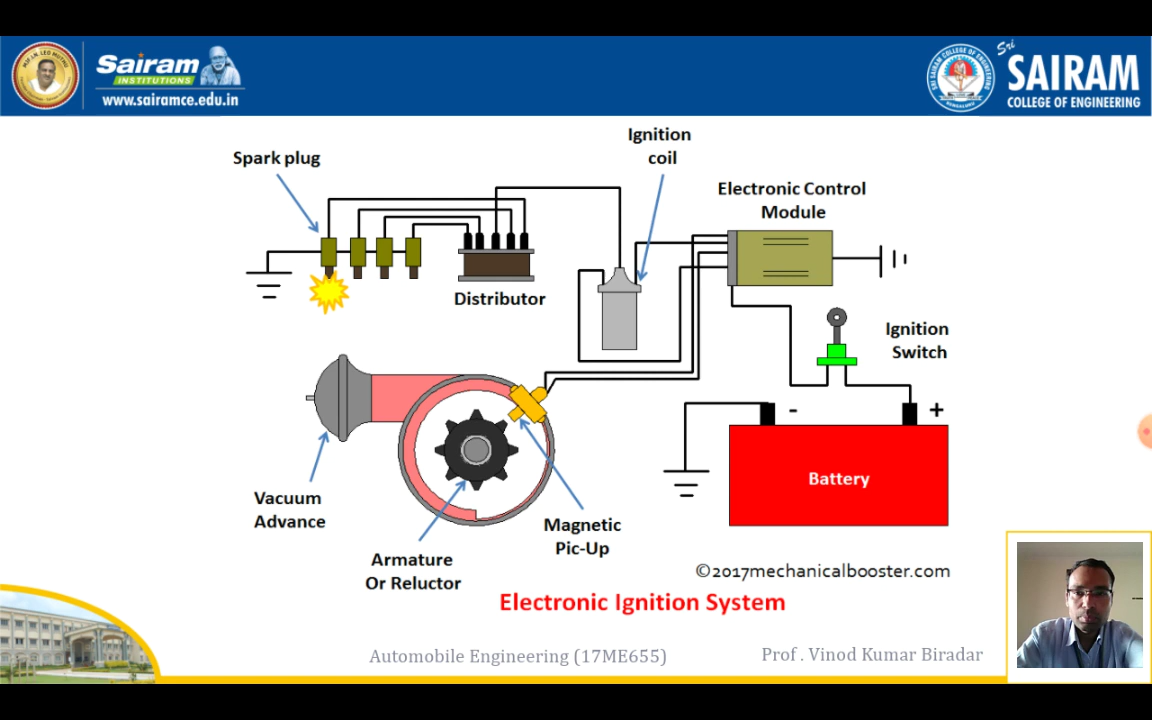 Sairam
INSTITUTIONS
www.sairamce.edu.in
Sri
SAIRAM
COLLEGE OF ENGINEERING
Ignition
coil
Spark plug
Electronic Control
Module
Distributor
Ignition
Switch
- +
Battery
Vacuum
Advance
Magnetic
Pic-Up
Armature
Or Reluctor
©2017mechanicalbooster.com
Electronic Ignition System
Automobile Engineering (17ME655)
Prof . Vinod Kumar Biradar